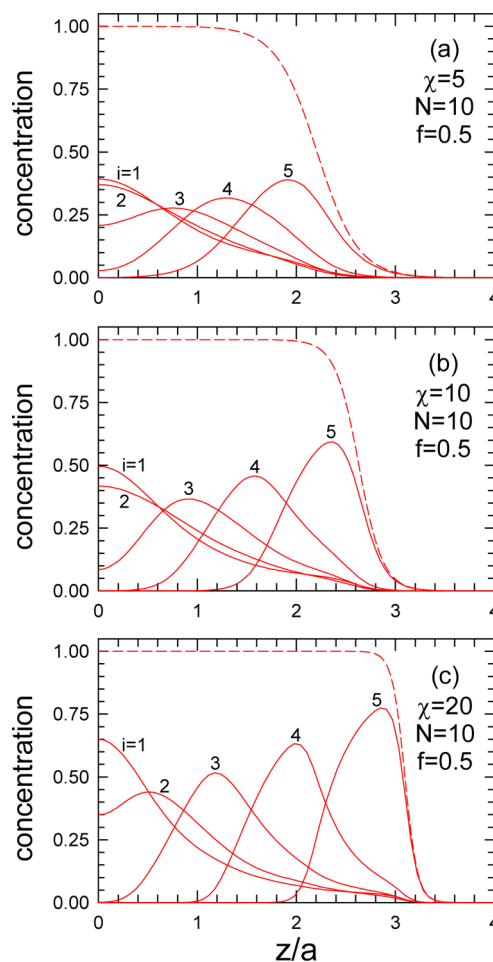 concentration
1.00
0.75
0.50
0.25
0.00
(a)
χ=5
N=10
f=0.5
i=1
2
3
4
5
0
1
2
3
4
concentration
1.00
0.75
0.50
0.25
0.00
(b)
χ=10
N=10
f=0.5
i=1
2
3
4
5
0
1
2
3
4
concentration
1.00
0.75
0.50
0.25
0.00
(c)
χ=20
N=10
f=0.5
i=1
2
3
4
5
0
1
2
3
4
z/a